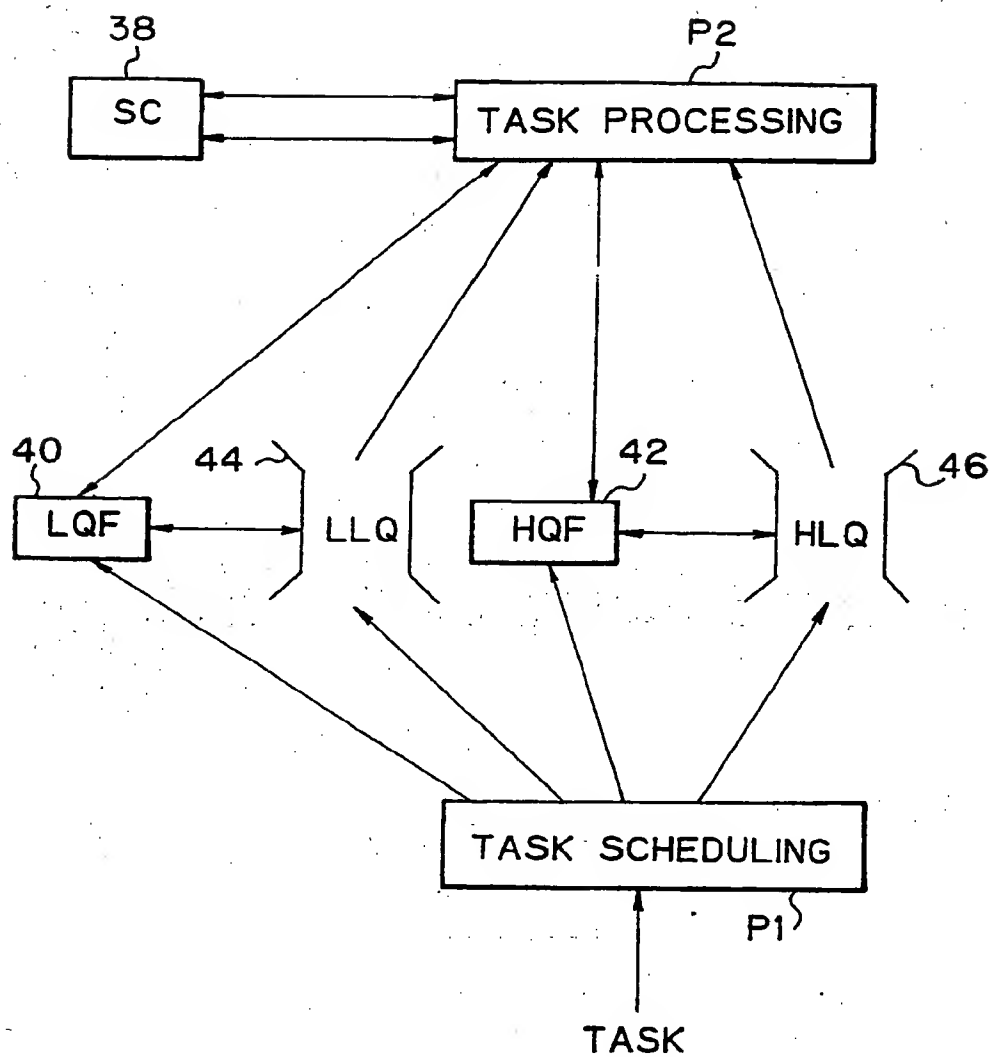 38
P2
SC
TASK PROCESSING
40
44
42
46
LQF
LLQ
HQF
HLQ
TASK SCHEDULING
P1
TASK